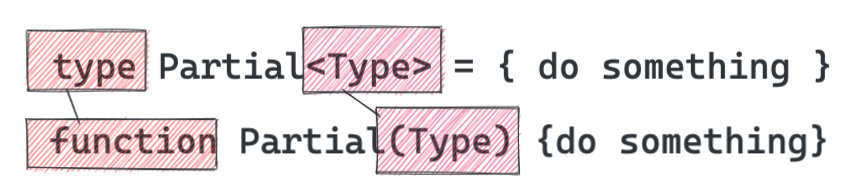 type Partial<Type> = { do something }
function Partial(Type) {do something}